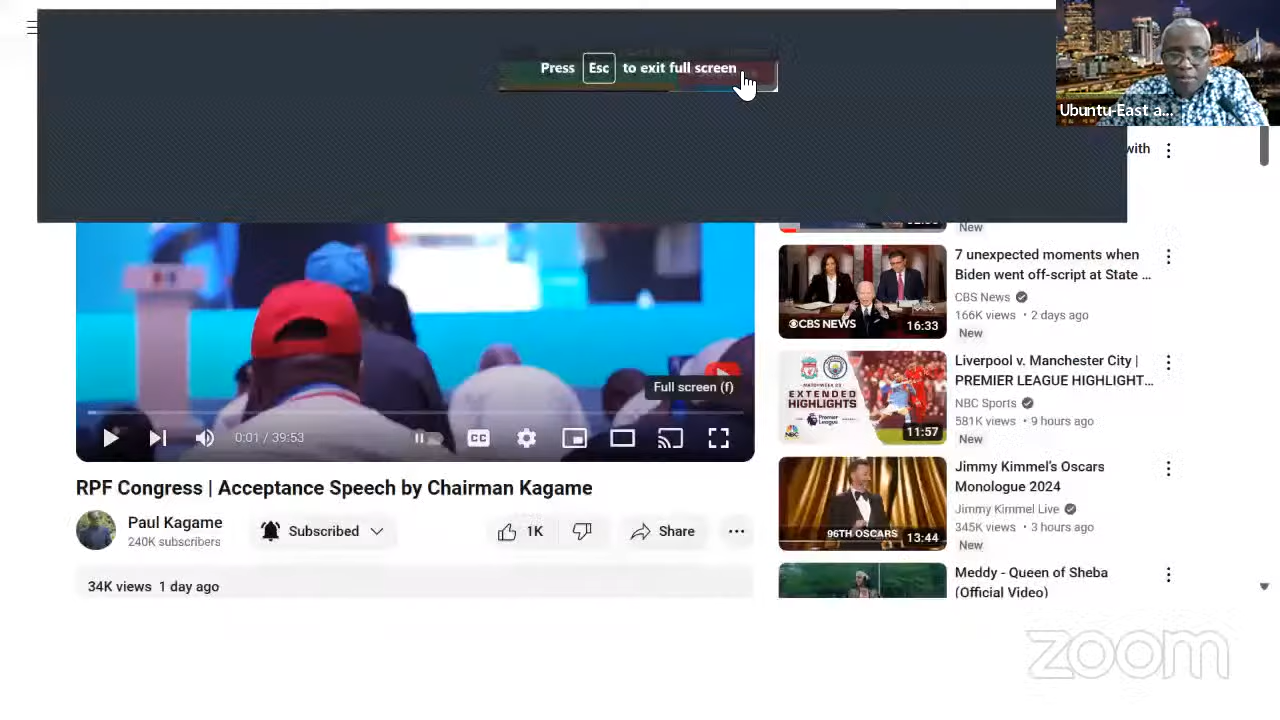 Press Esc to exit full screen
Ubuntu-East a...
with
New
7 unexpected moments when
Biden went off-script at State ...
CBS News
166K views • 2 days ago
New
CBS NEWS
16:33
Liverpool v. Manchester City |
PREMIER LEAGUE HIGHLIGHT...
NBC Sports
581K views • 9 hours ago
New
EXTENDED
HIGHLIGHTS
Premier
League
NBC
11:57
Full screen (f)
0:01 / 39:53
CC
RPF Congress | Acceptance Speech by Chairman Kagame
Paul Kagame
240K subscribers
Subscribed
1K
Share
34K views 1 day ago
Jimmy Kimmel's Oscars
Monologue 2024
Jimmy Kimmel Live
345K views • 3 hours ago
New
96TH OSCARS
13:44
Meddy - Queen of Sheba
(Official Video)
zoom